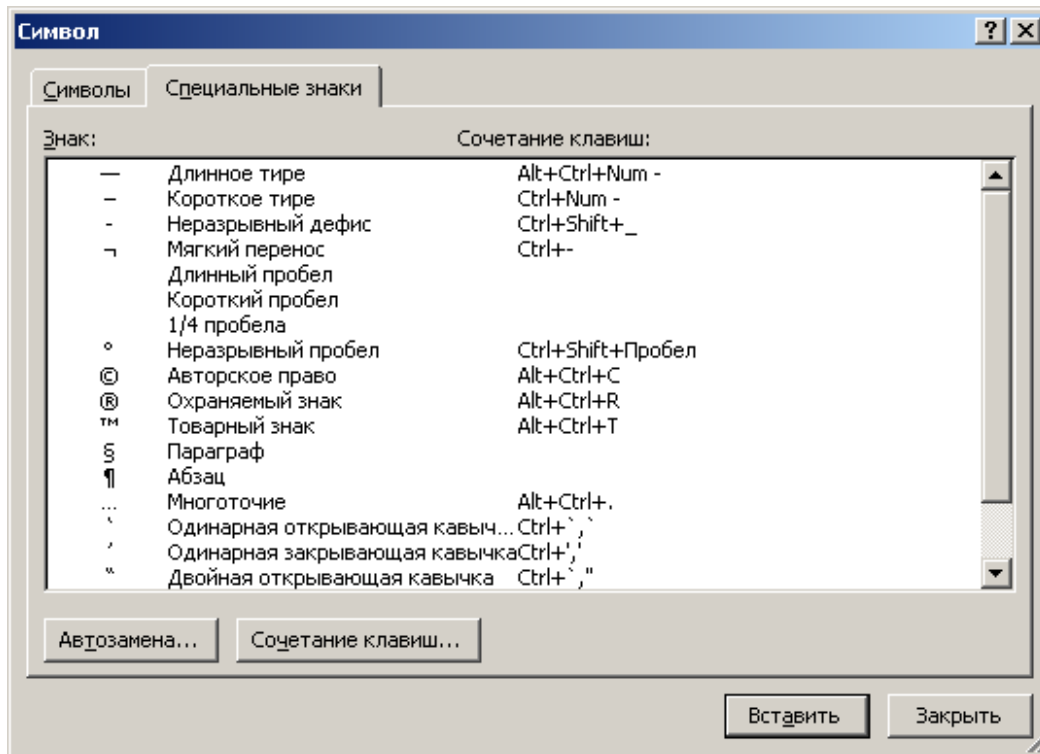 Символ
Символы Специальные знаки
Знак: Сочетание клавиш:
— Длинное тире Alt+Ctrl+Num -
– Короткое тире Ctrl+Num -
- Неразрывный дефис Ctrl+Shift+_
¬ Мягкий перенос Ctrl+-
Длинный пробел
Короткий пробел
1/4 пробела
° Неразрывный пробел Ctrl+Shift+Пробел
© Авторское право Alt+Ctrl+C
® Охраняемый знак Alt+Ctrl+R
™ Товарный знак Alt+Ctrl+T
§ Параграф
¶ Абзац
… Многоточие Alt+Ctrl+.
‘ Одинарная открывающая кавыч... Ctrl+`,`
’ Одинарная закрывающая кавычка Ctrl+','
“ Двойная открывающая кавычка Ctrl+`,"
Автозамена... Сочетание клавиш...
Вставить Закрыть